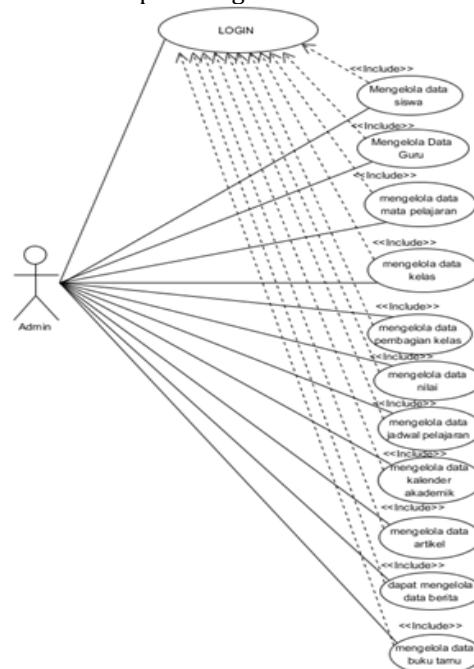 LOGIN
<<Include>>
Mengelola data
siswa
<<Include>>
Mengelola Data
Guru
<<Include>>
mengelola data
mata pelajaran
<<Include>>
mengelola data
kelas
Admin
<<Include>>
mengelola data
pembagian kelas
<<Include>>
mengelola data
nilai
<<Include>>
mengelola data
jadwal pelajaran
<<Include>>
mengelola data
kalender
akademik
<<Include>>
mengelola data
artikel
<<Include>>
dapat mengelola
data berita
<<Include>>
mengelola data
buku tamu